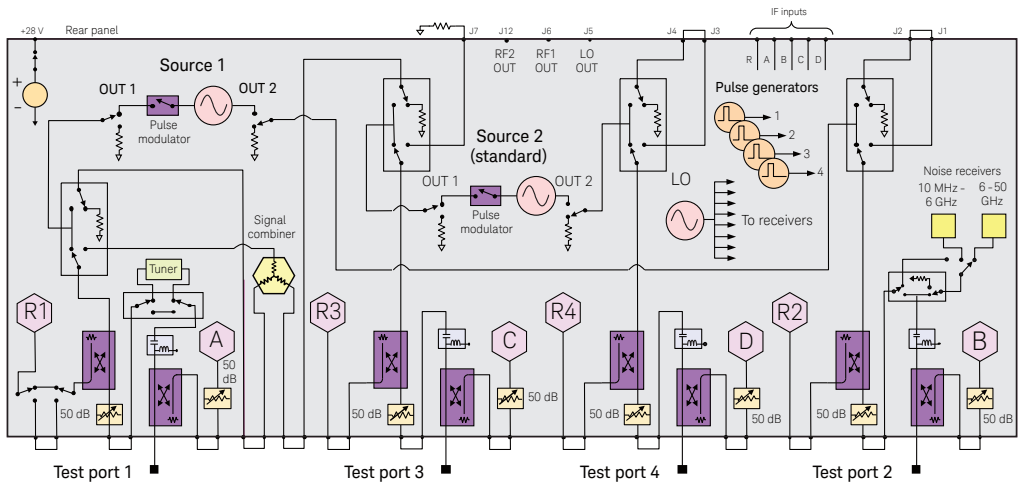 IF inputs
+28 V
Rear panel
J7
J12
J6
J5
J4
J3
J2
J1
RF2
OUT
RF1
OUT
LO
OUT
R
A
B
C
D
+
–
Source 1
OUT 1
OUT 2
Pulse
modulator
Pulse generators
1
2
3
4
Source 2
(standard)
OUT 1
OUT 2
Pulse
modulator
LO
To receivers
Noise receivers
10 MHz -
6 GHz
6 -50
GHz
Signal
combiner
Tuner
R1
A
R3
C
R4
D
R2
B
50
dB
50 dB
50 dB
50 dB
50 dB
50 dB
50 dB
50 dB
Test port 1
Test port 3
Test port 4
Test port 2